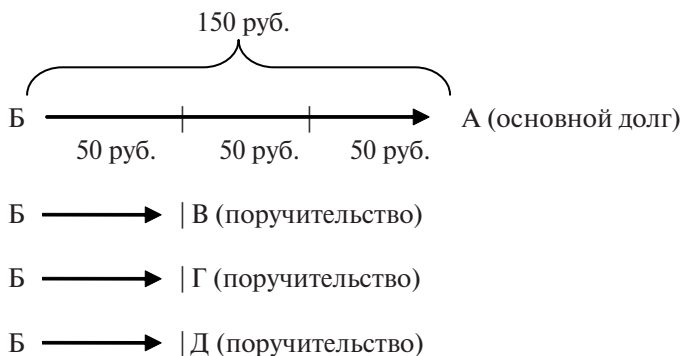 150 руб.
Б А (основной долг)
50 руб. 50 руб. 50 руб.
Б | В (поручительство)
Б | Г (поручительство)
Б | Д (поручительство)